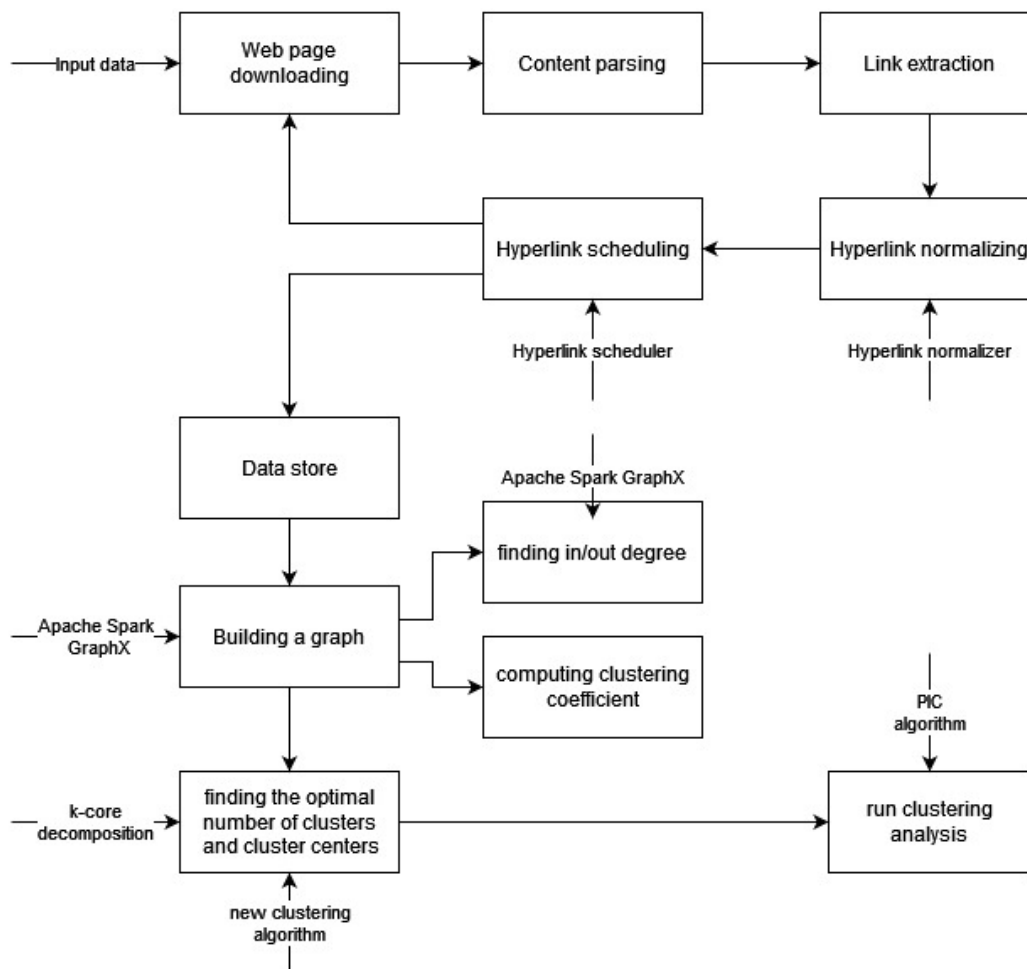 Input data
Web page
downloading
Content parsing
Link extraction
Hyperlink scheduling
Hyperlink normalizing
Hyperlink scheduler
Hyperlink normalizer
Data store
Apache Spark GraphX
finding in/out degree
Apache Spark
GraphX
Building a graph
computing clustering
coefficient
PIC
algorithm
k-core
decomposition
finding the optimal
number of clusters
and cluster centers
run clustering
analysis
new clustering
algorithm